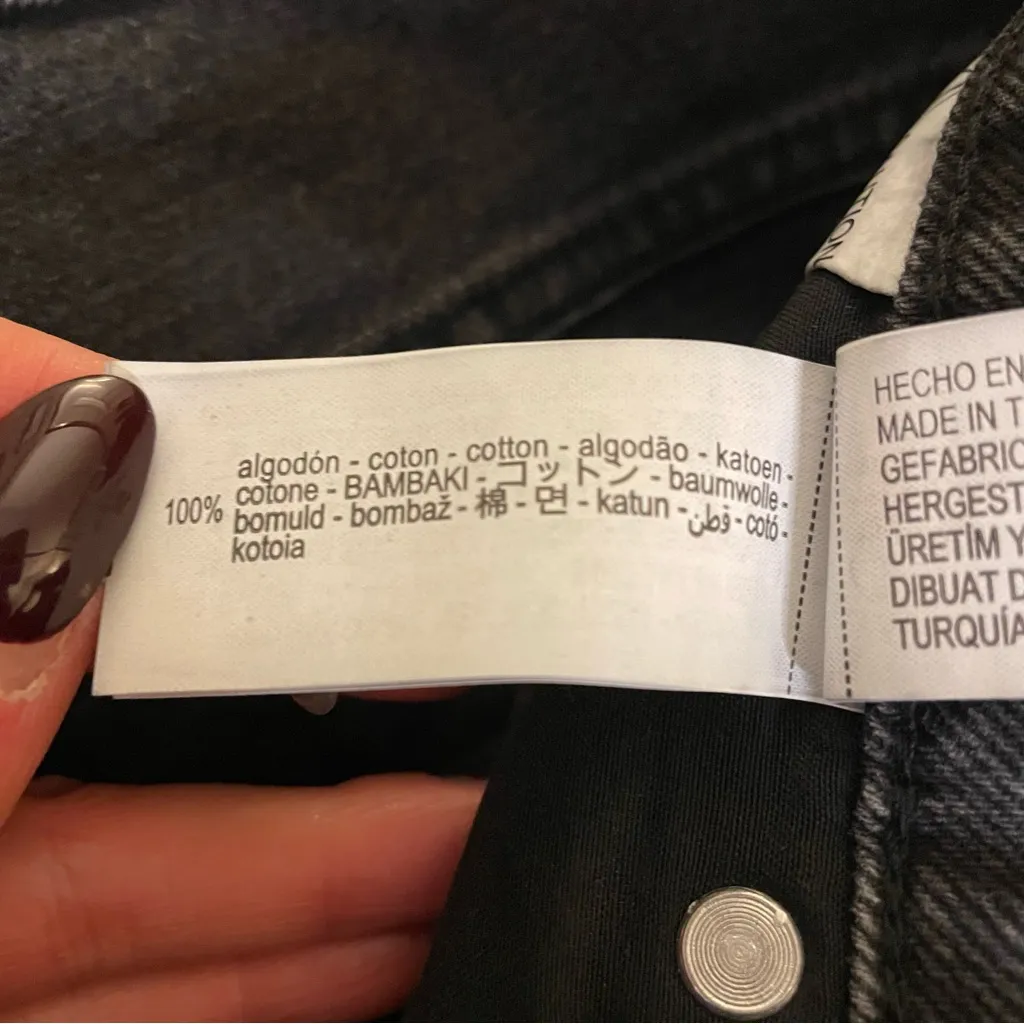 algodón - coton - cotton - algodão - katoen -
cotone - BAMBAKI - コットン - baumwolle -
100%
bomuld - bombaž - 棉 - 면 - katun - قطن - cotó -
kotoia
HECHO EN
MADE IN T
GEFABRIC
HERGEST
ÜRETİM Y
DIBUAT D
TURQUÍA